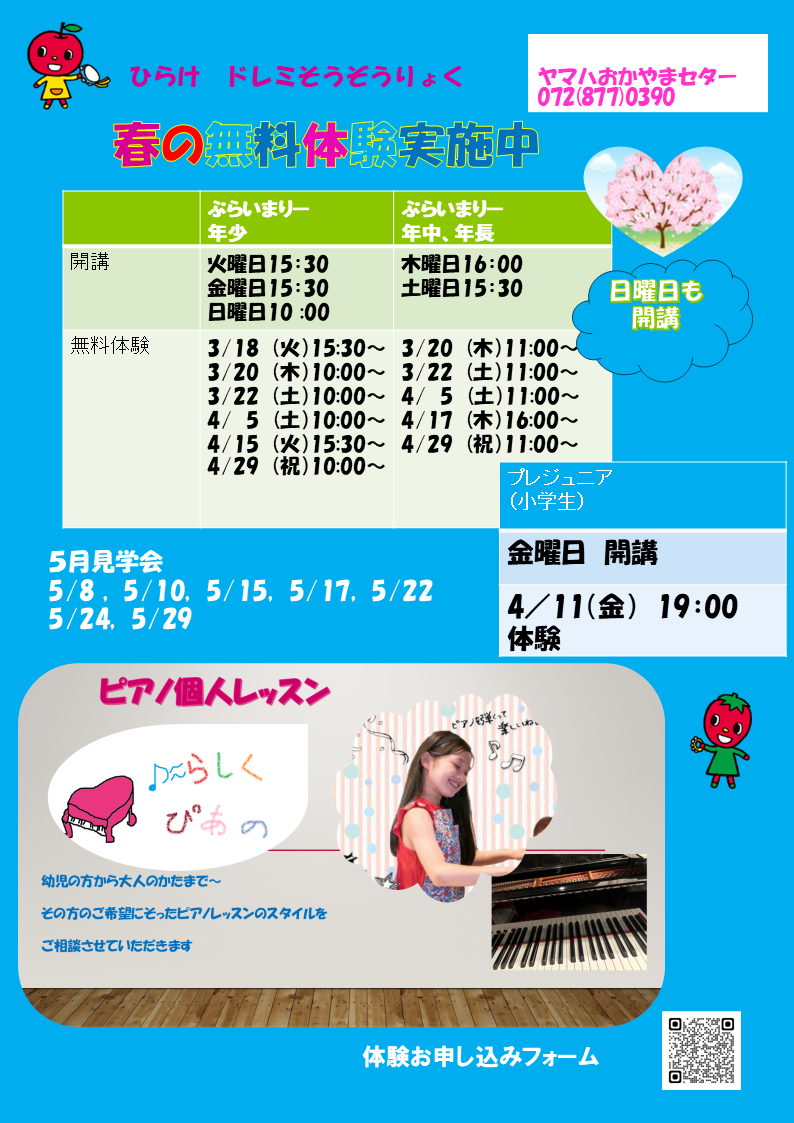 ひらけ ドレミそうぞうりょく
ヤマハおかやまセター
072(877)0390
春の無料体験実施中
ぷらいまりー
年少
ぷらいまりー
年中、年長
開講
火曜日15:30
金曜日15:30
日曜日10 :00
木曜日16:00
土曜日15:30
日曜日も
開講
無料体験
3/18 (火)15:30～
3/20 (木)10:00～
3/22 (土)10:00～
4/ 5 (土)10:00～
4/15 (火)15:30～
4/29 (祝)10:00～
3/20 (木)11:00～
3/22 (土)11:00～
4/ 5 (土)11:00～
4/17 (木)16:00～
4/29 (祝)11:00～
プレジュニア
（小学生）
金曜日 開講
4／11(金) 19:00
体験
5月見学会
5/8 , 5/10, 5/15, 5/17, 5/22
5/24, 5/29
ピアノ個人レッスン
らしく
ぴあの
ピアノを弾くって
楽しいね。
幼児の方から大人のかたまで～
その方のご希望にそったピアノレッスンのスタイルを
ご相談させていただきます
体験お申し込みフォーム